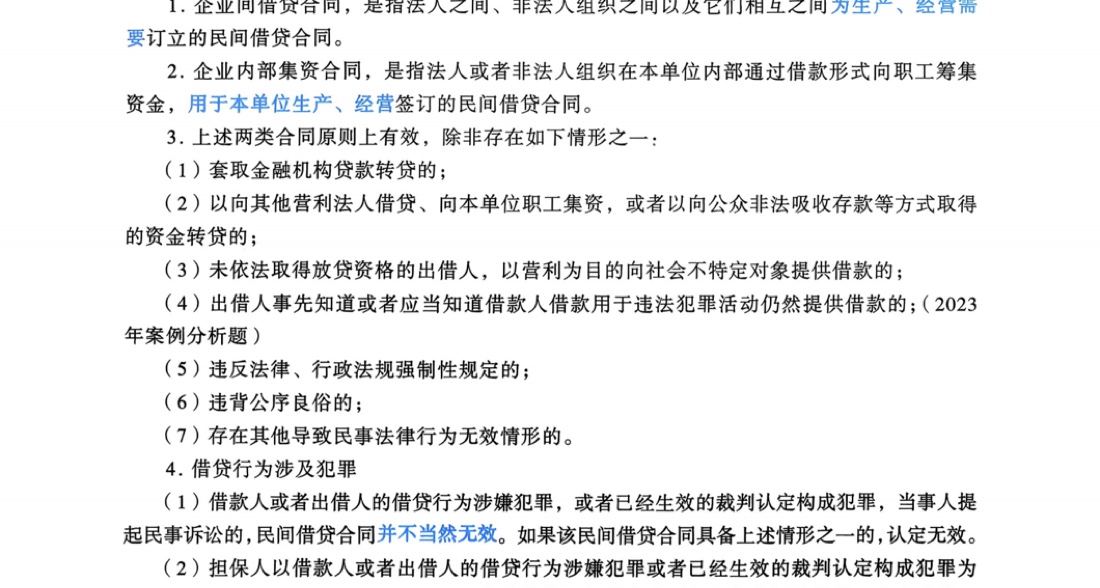 1. 企业间借贷合同，是指法人之间、非法人组织之间以及它们相互之间为生产、经营需
要订立的民间借贷合同。
2. 企业内部集资合同，是指法人或者非法人组织在本单位内部通过借款形式向职工筹集
资金，用于本单位生产、经营签订的民间借贷合同。
3. 上述两类合同原则上有效，除非存在如下情形之一：
（1）套取金融机构贷款转贷的；
（2）以向其他营利法人借贷、向本单位职工集资，或者以向公众非法吸收存款等方式取得
的资金转贷的；
（3）未依法取得放贷资格的出借人，以营利为目的向社会不特定对象提供借款的；
（4）出借人事先知道或者应当知道借款人借款用于违法犯罪活动仍然提供借款的；（2023
年案例分析题）
（5）违反法律、行政法规强制性规定的；
（6）违背公序良俗的；
（7）存在其他导致民事法律行为无效情形的。
4. 借贷行为涉及犯罪
（1）借款人或者出借人的借贷行为涉嫌犯罪，或者已经生效的裁判认定构成犯罪，当事人提
起民事诉讼的，民间借贷合同并不当然无效。如果该民间借贷合同具备上述情形之一的，认定无效。
（2）担保人以借款人或者出借人的借贷行为涉嫌犯罪或者已经生效的裁判认定构成犯罪为